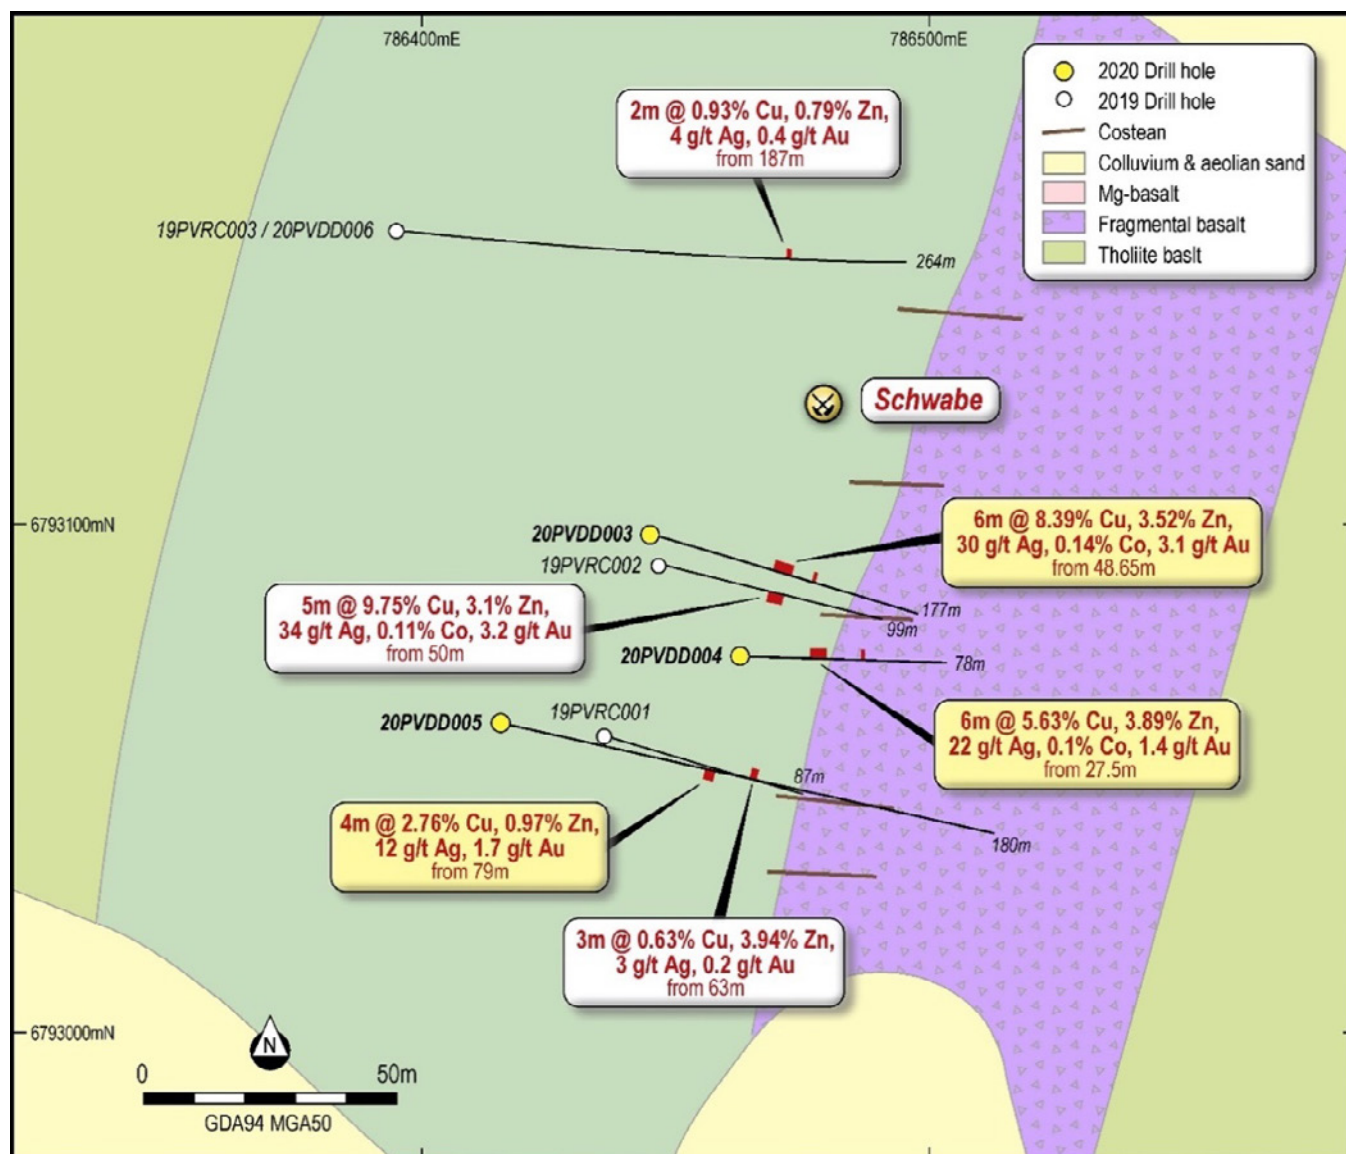 786400mE
786500mE
2020 Drill hole
2019 Drill hole
Costean
Colluvium & aeolian sand
Mg-basalt
Fragmental basalt
Tholiite baslt
2m @ 0.93% Cu, 0.79% Zn,
4 g/t Ag, 0.4 g/t Au
from 187m
19PVRC003 / 20PVDD006
264m
Schwabe
6793100mN
20PVDD003
19PVRC002
6m @ 8.39% Cu, 3.52% Zn,
30 g/t Ag, 0.14% Co, 3.1 g/t Au
from 48.65m
5m @ 9.75% Cu, 3.1% Zn,
34 g/t Ag, 0.11% Co, 3.2 g/t Au
from 50m
177m
99m
20PVDD004
78m
20PVDD005
19PVRC001
6m @ 5.63% Cu, 3.89% Zn,
22 g/t Ag, 0.1% Co, 1.4 g/t Au
from 27.5m
87m
180m
4m @ 2.76% Cu, 0.97% Zn,
12 g/t Ag, 1.7 g/t Au
from 79m
3m @ 0.63% Cu, 3.94% Zn,
3 g/t Ag, 0.2 g/t Au
from 63m
6793000mN
N
0
50m
GDA94 MGA50